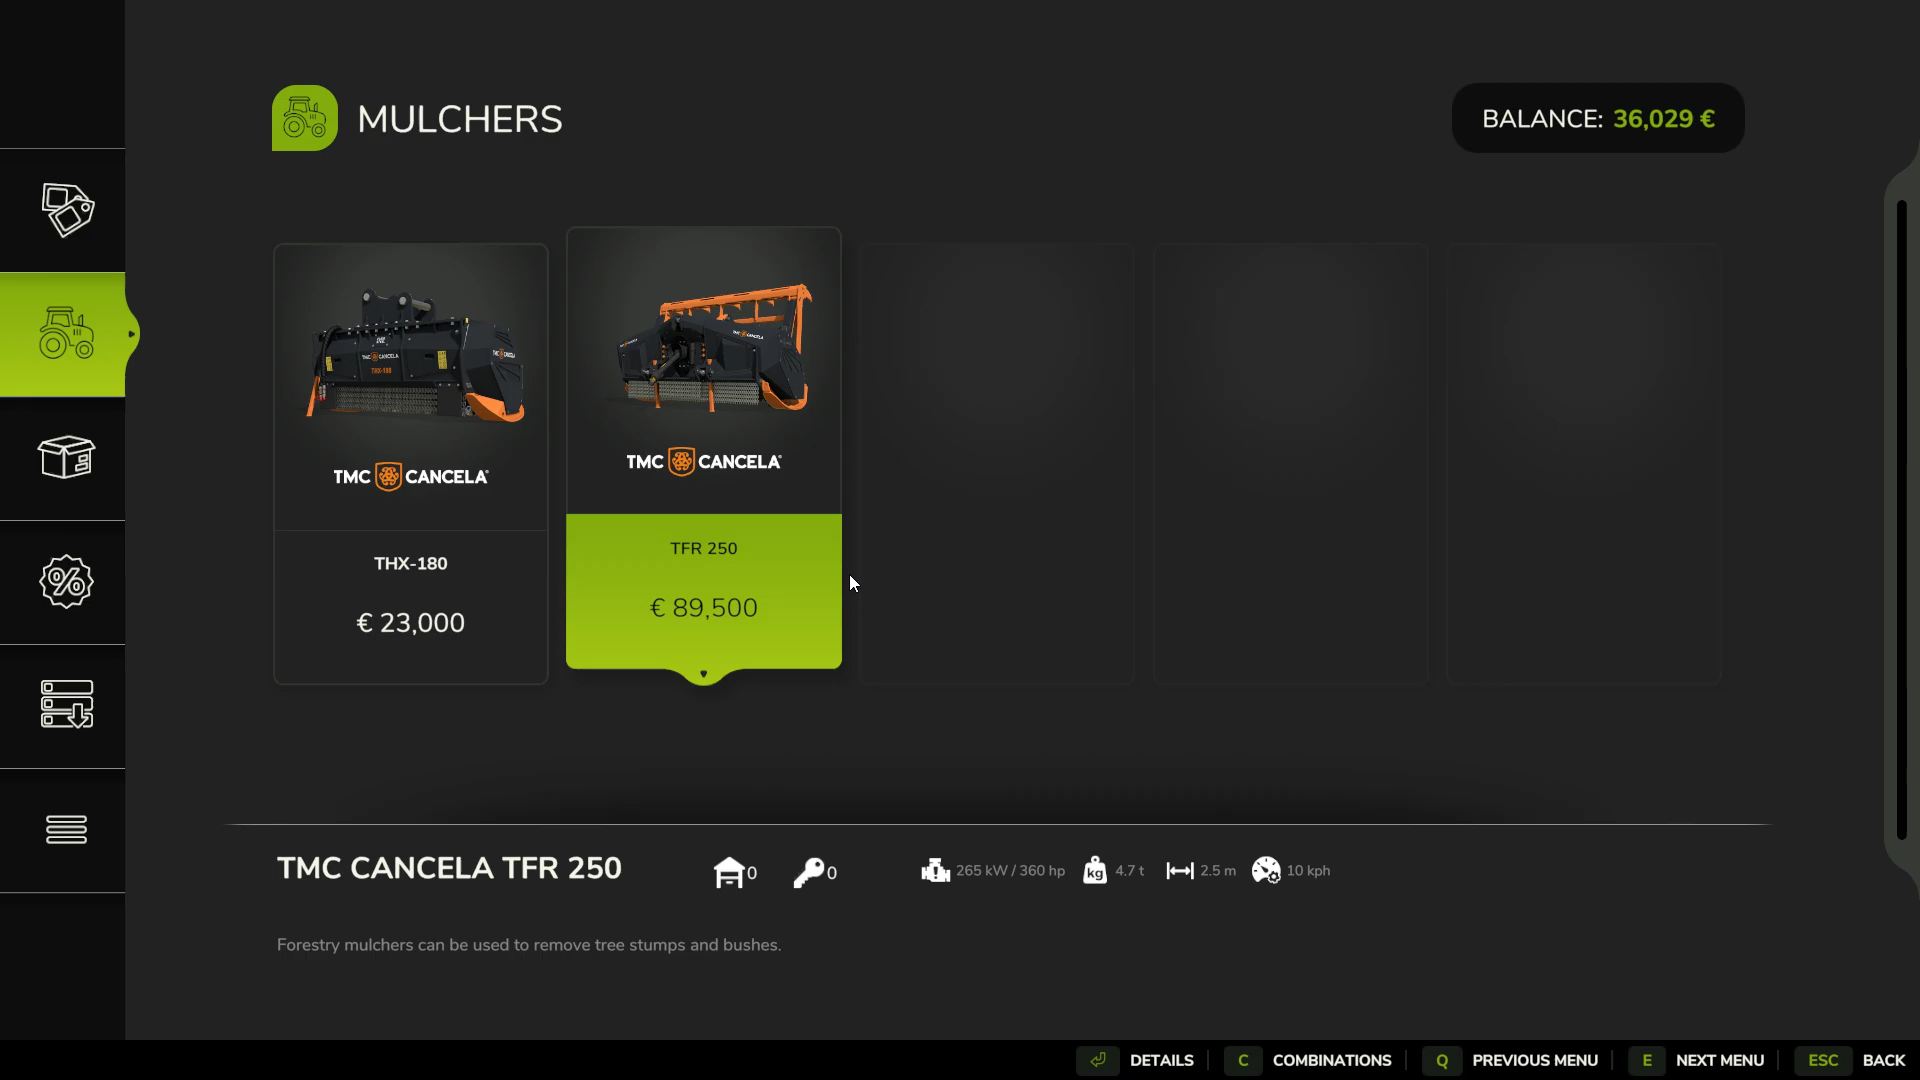 MULCHERS
BALANCE: 36,029 €
TMC CANCELA
THX-180
€ 23,000
TMC CANCELA
TFR 250
€ 89,500
TMC CANCELA TFR 250
0
0
265 kW / 360 hp
kg
4.7 t
2.5 m
10 kph
Forestry mulchers can be used to remove tree stumps and bushes.
DETAILS
C COMBINATIONS
Q PREVIOUS MENU
E NEXT MENU
ESC BACK